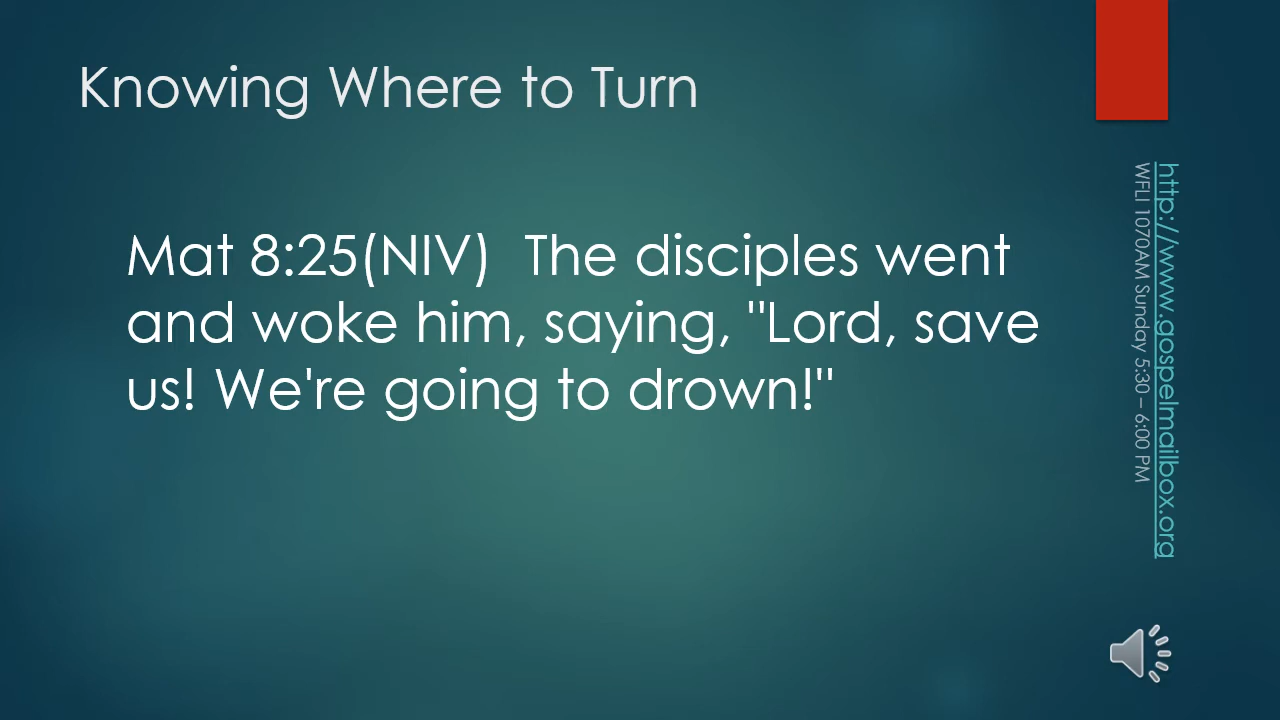 Knowing Where to Turn
Mat 8:25(NIV)  The disciples went
and woke him, saying, "Lord, save
us! We're going to drown!"
http://www.gospelmailbox.org
WFLI 1070AM Sunday 5:30 – 6:00 PM